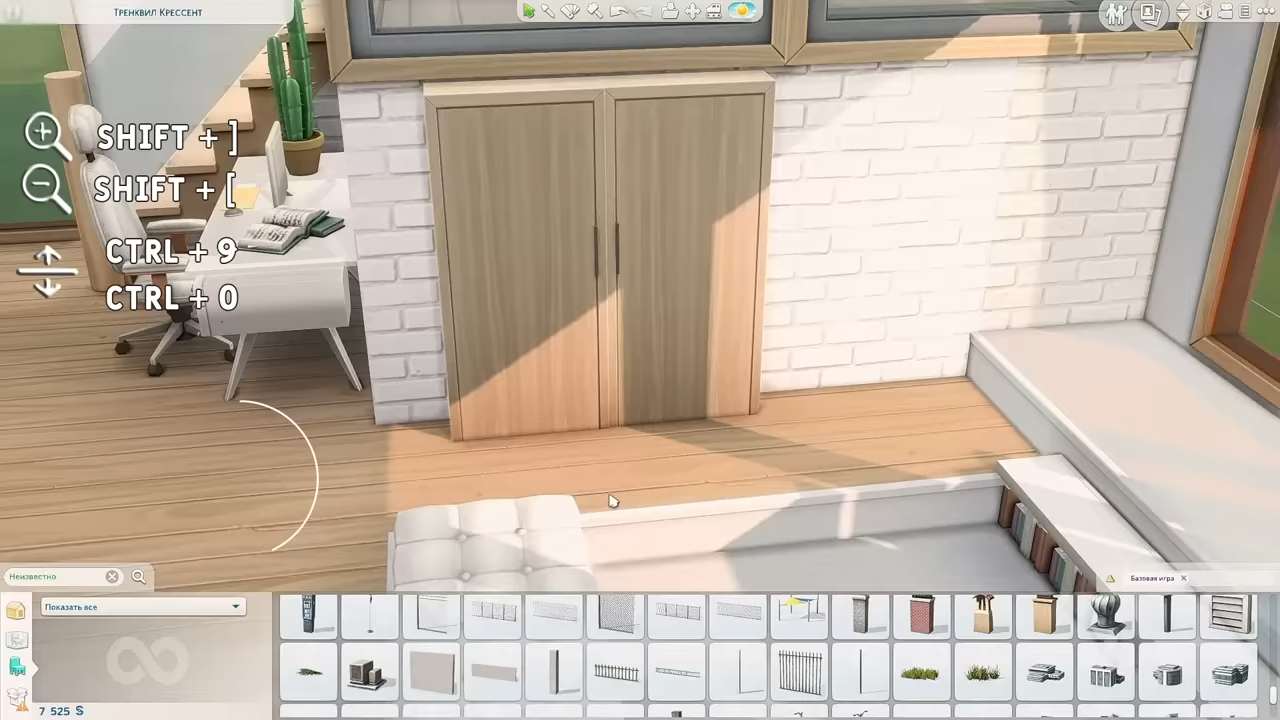 ТРЕНКВИЛ КРЕССЕНТ
SHIFT + ]
SHIFT + [
CTRL + 9
CTRL + 0
Неизвестно
Базовая игра
Показать все
7 525 $